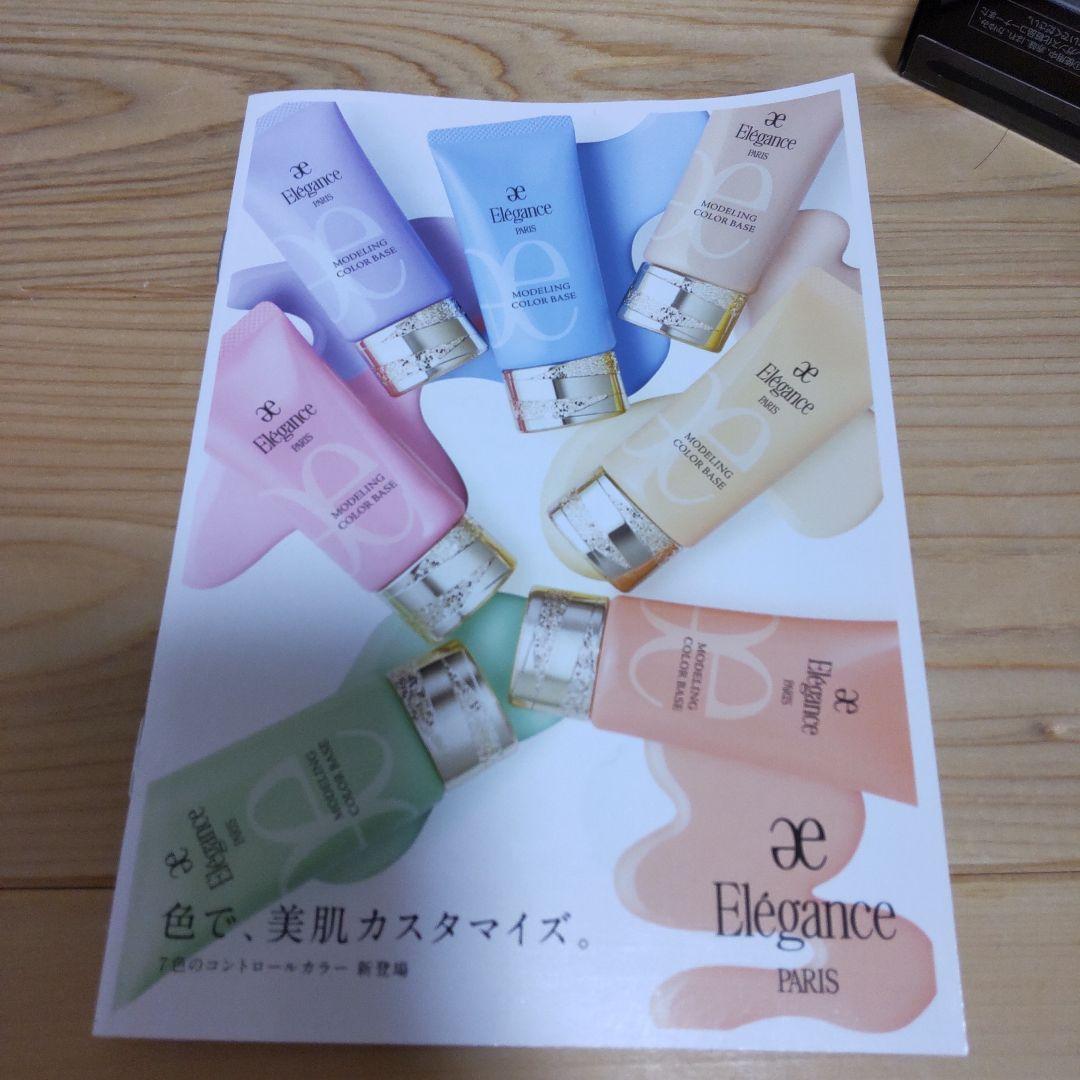 æ
Elégance
PARIS
MODELING
COLOR BASE
æ
Elégance
PARIS
MODELING
COLOR BASE
æ
Elégance
PARIS
MODELING
COLOR BASE
æ
Elégance
PARIS
MODELING
COLOR BASE
æ
Elégance
PARIS
MODELING
COLOR BASE
æ
Elégance
PARIS
MODELING
COLOR BASE
æ
Elégance
PARIS
MODELING
COLOR BASE
色で、美肌カスタマイズ。
7色のコントロールカラー 新登場
æ
Elégance
PARIS